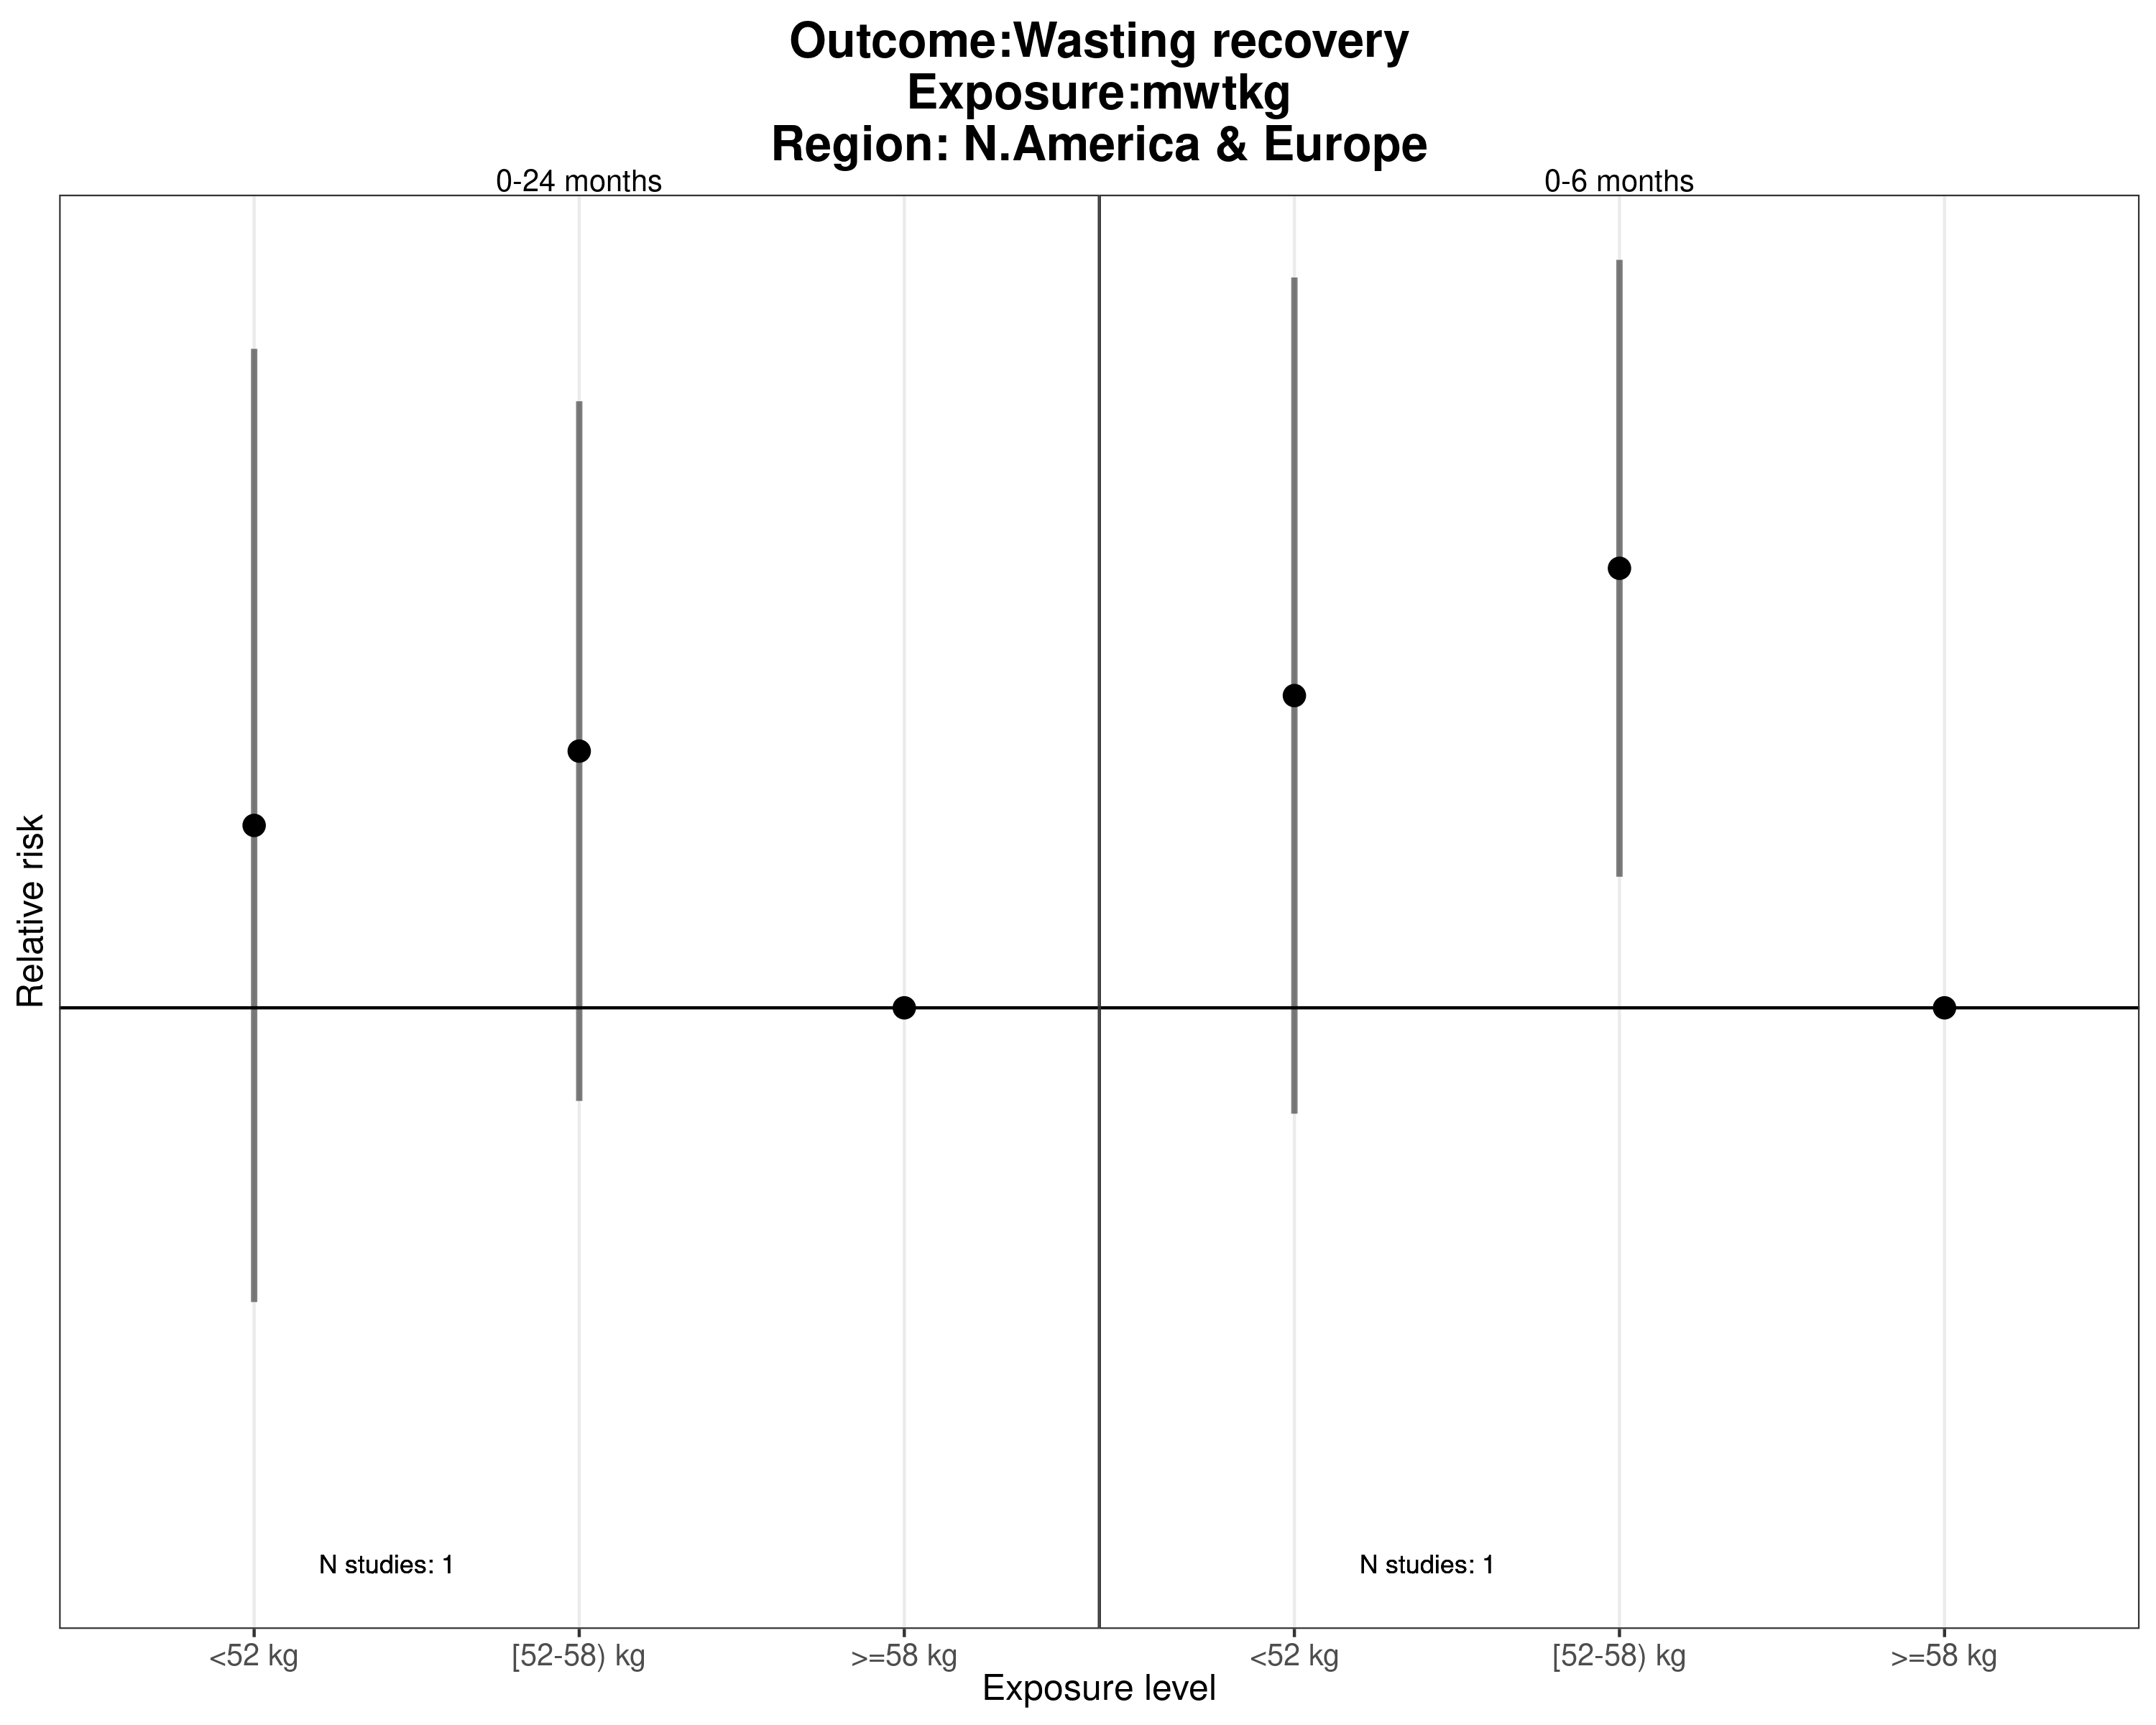 Outcome:Wasting recovery
Exposure:mwtkg
Region: N.America & Europe
0-24 months
0-6 months
Relative risk
N studies: 1
N studies: 1
<52 kg
[52-58) kg
>=58 kg
<52 kg
[52-58) kg
>=58 kg
Exposure level